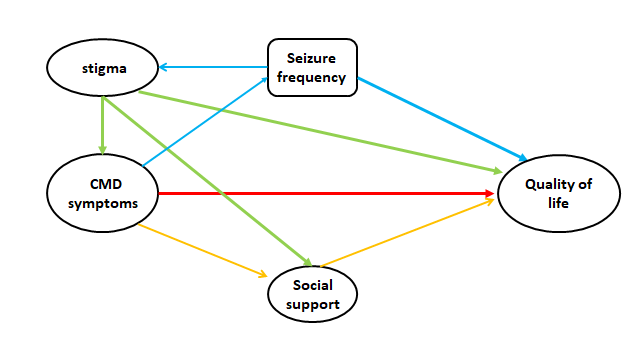 Seizure
frequency
stigma
CMD
symptoms
Quality of
life
Social
support